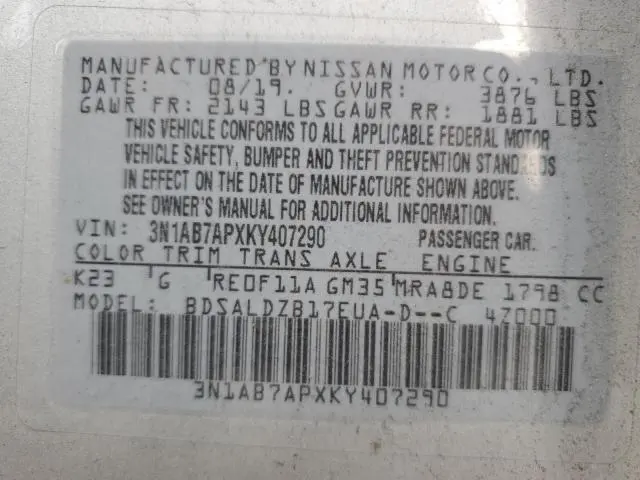 MANUFACTURED BY NISSAN MOTOR CO., LTD.
DATE: 08/19. GVWR: 3876 LBS
GAWR FR: 2143 LBS GAWR RR: 1881 LBS
THIS VEHICLE CONFORMS TO ALL APPLICABLE FEDERAL MOTOR
VEHICLE SAFETY, BUMPER AND THEFT PREVENTION STANDARDS
IN EFFECT ON THE DATE OF MANUFACTURE SHOWN ABOVE.
SEE OWNER'S MANUAL FOR ADDITIONAL INFORMATION.
VIN: 3N1AB7APXKY407290 PASSENGER CAR.
COLOR TRIM TRANS AXLE ENGINE
K23 G RE0F11A GM35 MRA8DE 1798 CC
MODEL: BDSALDZB17EUA-D--C 4Z000
3N1AB7APXKY407290